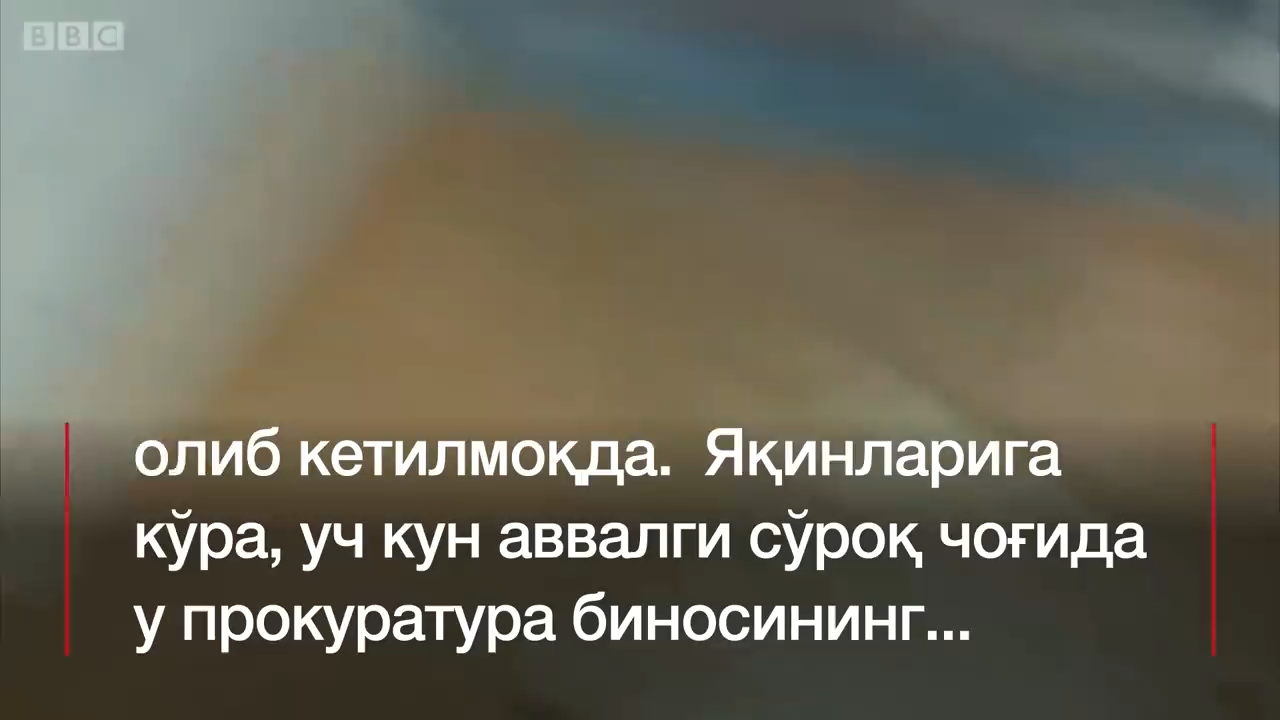 BBC
олиб кетилмоқда. Яқинларига
кўра, уч кун аввалги сўроқ чоғида
у прокуратура биносининг...